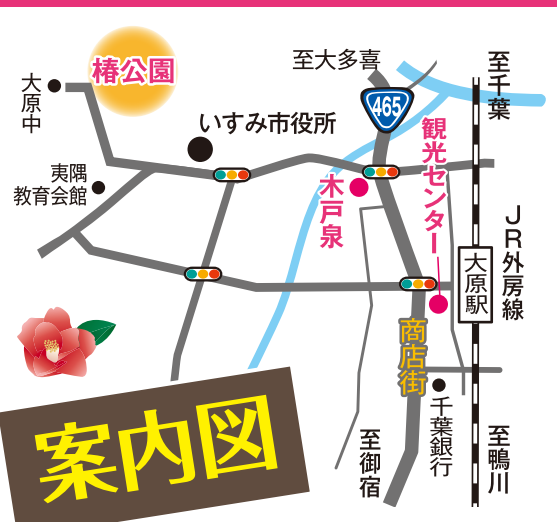 椿公園
大原中
至大多喜
至千葉
465
いすみ市役所
観光センター
夷隅
教育会館
木戸泉
JR外房線
大原駅
商店街
千葉銀行
至御宿
至鴨川
案内図